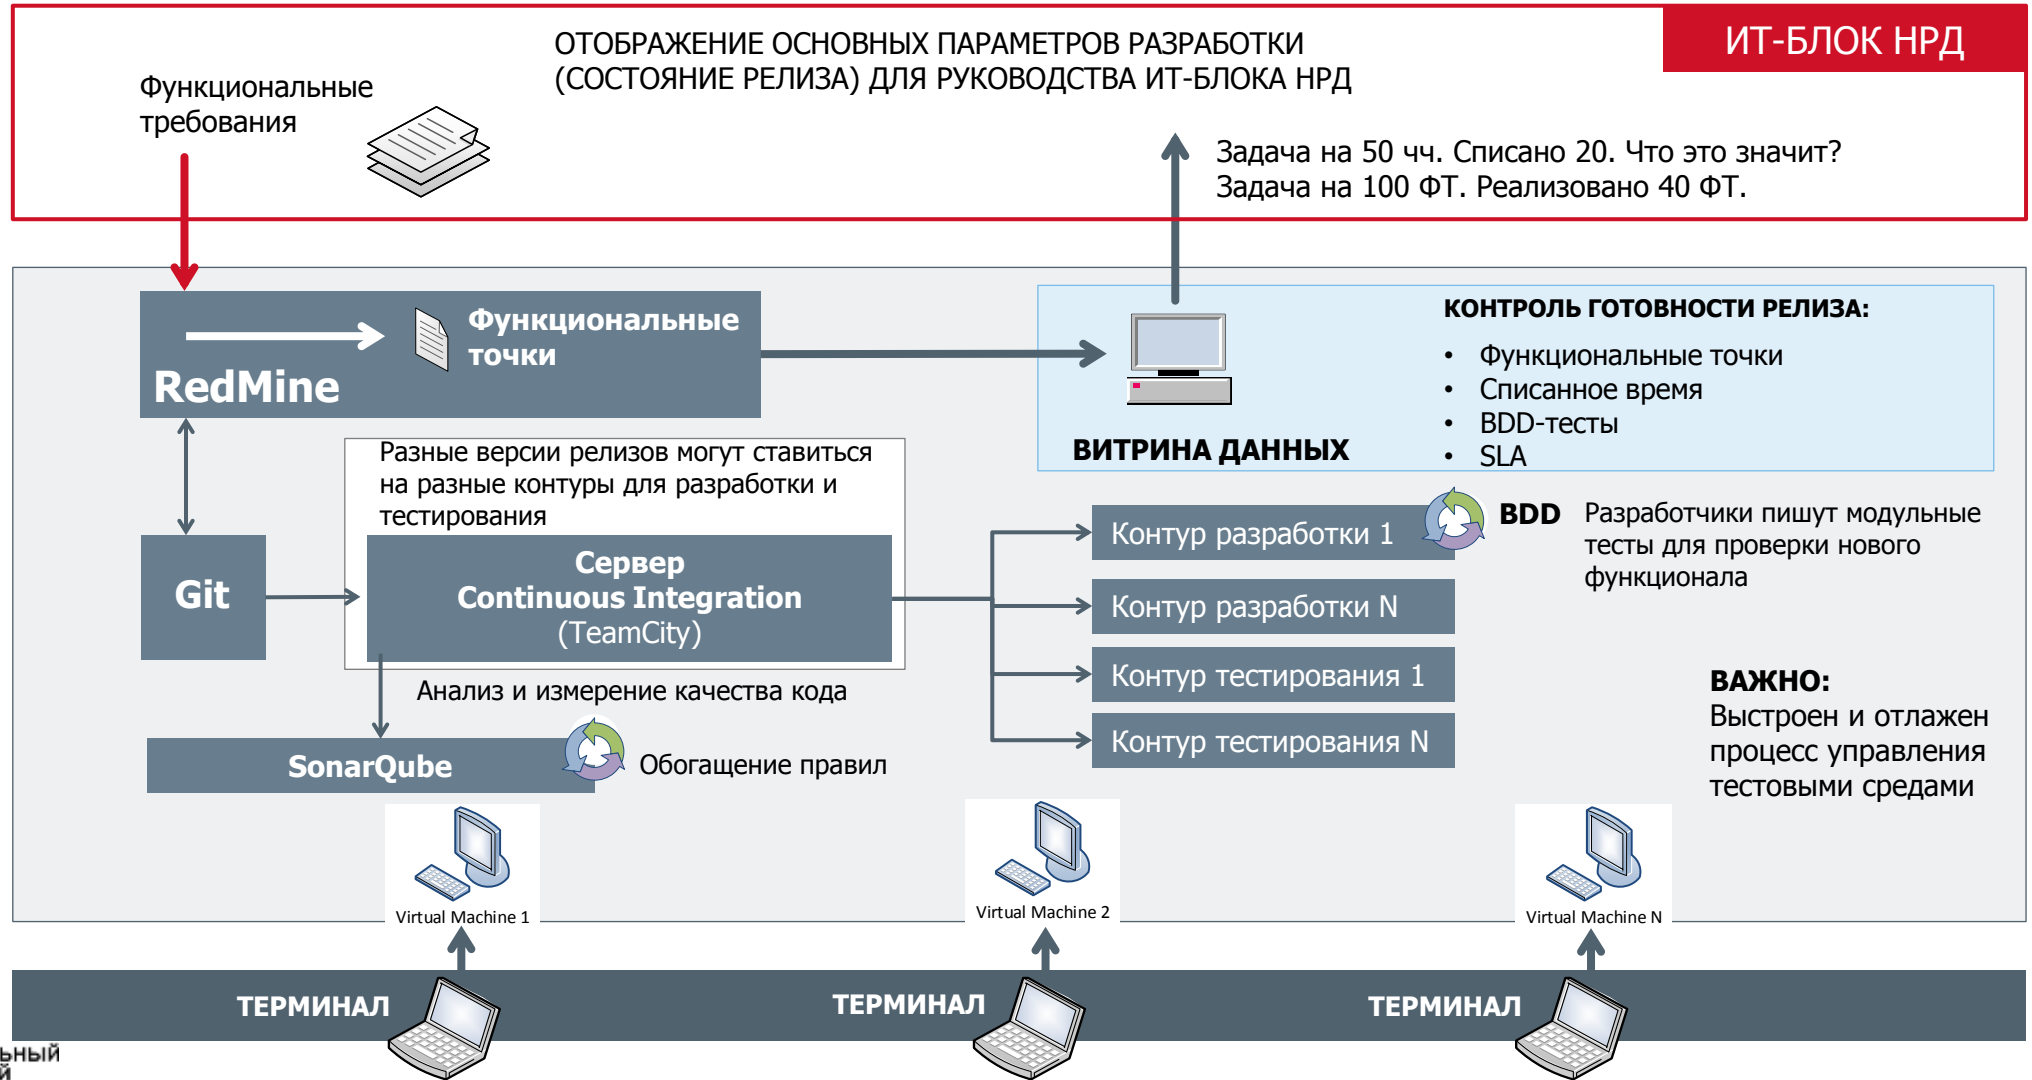 ИТ-БЛОК НРД
ОТОБРАЖЕНИЕ ОСНОВНЫХ ПАРАМЕТРОВ РАЗРАБОТКИ
(СОСТОЯНИЕ РЕЛИЗА) ДЛЯ РУКОВОДСТВА ИТ-БЛОКА НРД
Функциональные
требования
Задача на 50 чч. Списано 20. Что это значит?
Задача на 100 ФТ. Реализовано 40 ФТ.
Функциональные
точки
RedMine
КОНТРОЛЬ ГОТОВНОСТИ РЕЛИЗА:
• Функциональные точки
• Списанное время
• BDD-тесты
• SLA
ВИТРИНА ДАННЫХ
Разные версии релизов могут ставиться
на разные контуры для разработки и
тестирования
Git
Сервер
Continuous Integration
(TeamCity)
Контур разработки 1
Контур разработки N
Контур тестирования 1
Контур тестирования N
BDD
Разработчики пишут модульные
тесты для проверки нового
функционала
Анализ и измерение качества кода
SonarQube
Обогащение правил
ВАЖНО:
Выстроен и отлажен
процесс управления
тестовыми средами
Virtual Machine 1
Virtual Machine 2
Virtual Machine N
ТЕРМИНАЛ
ТЕРМИНАЛ
ТЕРМИНАЛ